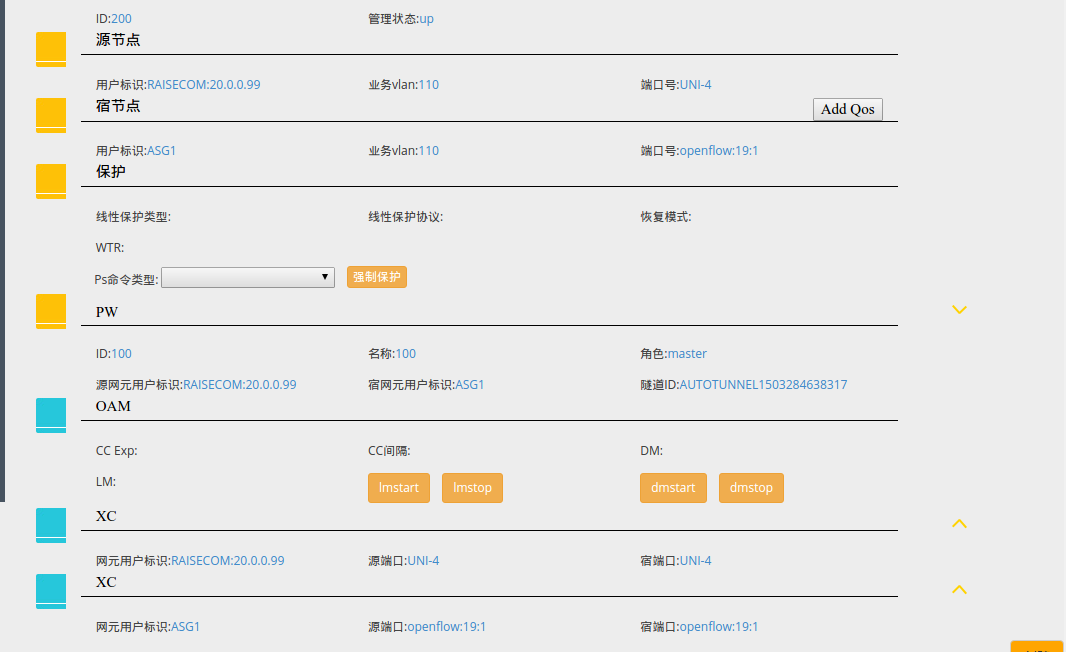 ID:200 管理状态:up
源节点
用户标识:RAISECOM:20.0.0.99 业务vlan:110 端口号:UNI-4
宿节点 Add Qos
用户标识:ASG1 业务vlan:110 端口号:openflow:19:1
保护
线性保护类型: 线性保护协议: 恢复模式:
WTR:
Ps命令类型: 强制保护
PW
ID:100 名称:100 角色:master
源网元用户标识:RAISECOM:20.0.0.99 宿网元用户标识:ASG1 隧道ID:AUTOTUNNEL1503284638317
OAM
CC Exp: CC间隔: DM:
LM: lmstart lmstop dmstart dmstop
XC
网元用户标识:RAISECOM:20.0.0.99 源端口:UNI-4 宿端口:UNI-4
XC
网元用户标识:ASG1 源端口:openflow:19:1 宿端口:openflow:19:1